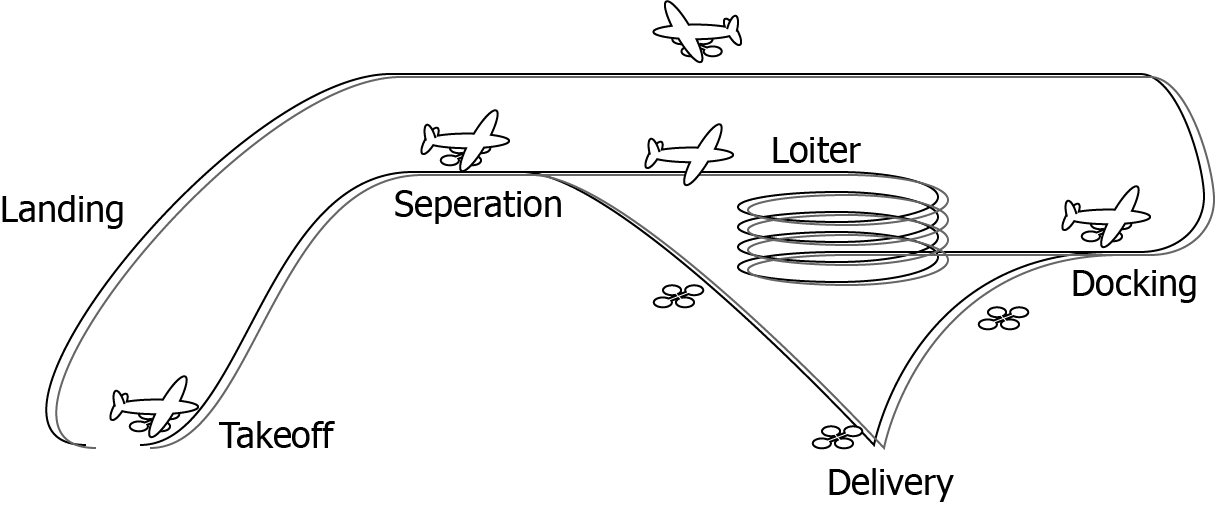 Loiter
Landing
Seperation
Docking
Takeoff
Delivery